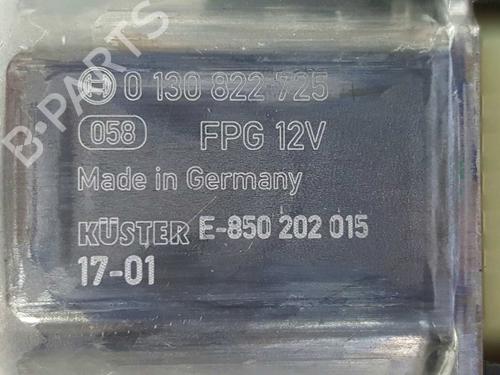 0 130 822 725
058 FPG 12V
Made in Germany
KÜSTER E-850 202 015
17-01
B-PARTS